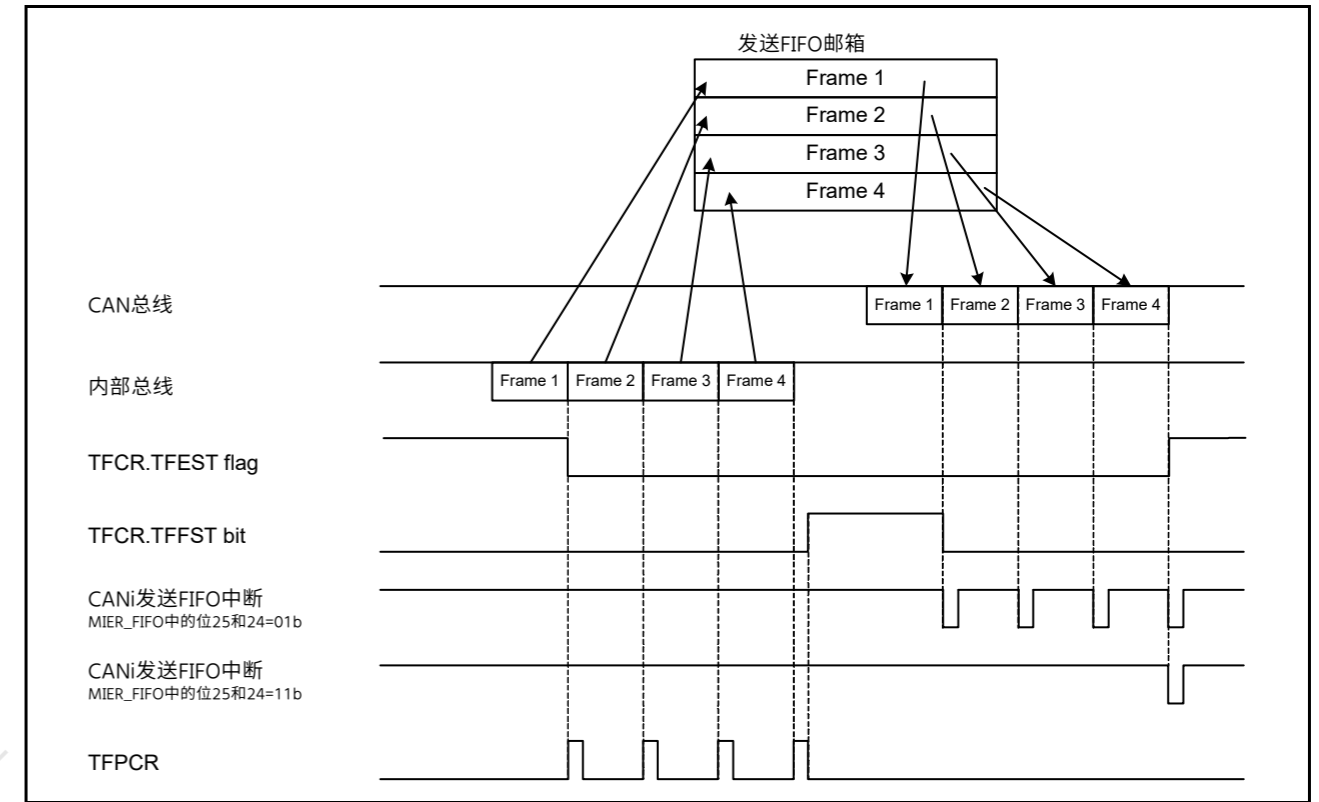 发送FIFO邮箱
Frame 1
Frame 2
Frame 3
Frame 4
CAN总线
Frame 1 Frame 2 Frame 3 Frame 4
内部总线
Frame 1 Frame 2 Frame 3 Frame 4
TFCR.TFEST flag
TFCR.TFFST bit
CANi发送FIFO中断
MIER_FIFO中的位25和24=01b
CANi发送FIFO中断
MIER_FIFO中的位25和24=11b
TFPCR